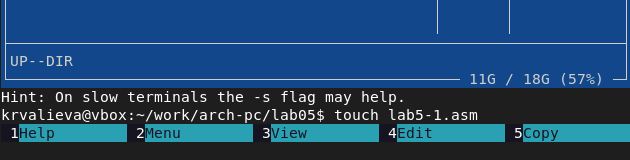 UP--DIR
11G / 18G (57%)
Hint: On slow terminals the -s flag may help.
krvalieva@vbox:~/work/arch-pc/lab05$ touch lab5-1.asm
1Help 2Menu 3View 4Edit 5Copy